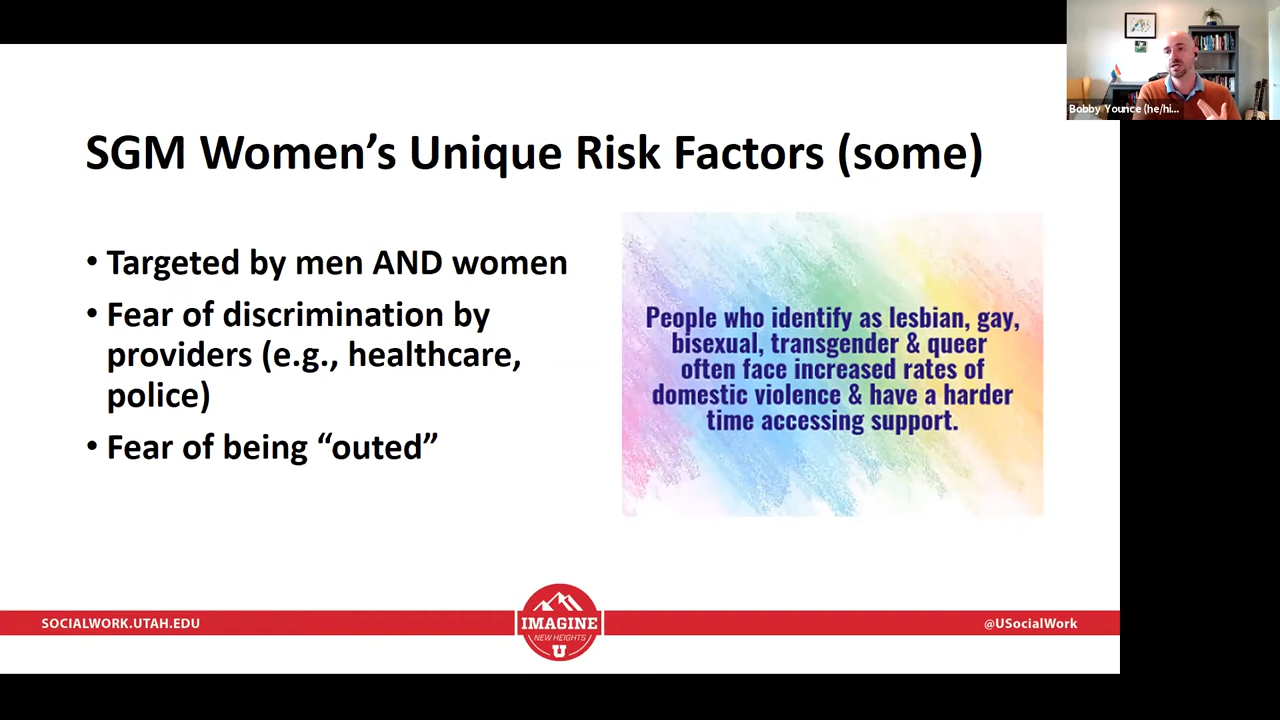 SGM Women's Unique Risk Factors (some)
• Targeted by men AND women
• Fear of discrimination by
providers (e.g., healthcare,
police)
• Fear of being “outed”
People who identify as lesbian, gay,
bisexual, transgender & queer
often face increased rates of
domestic violence & have a harder
time accessing support.
Bobby Younce (he/hi...
SOCIALWORK.UTAH.EDU
IMAGINE
NEW HEIGHTS
U
@USocialWork